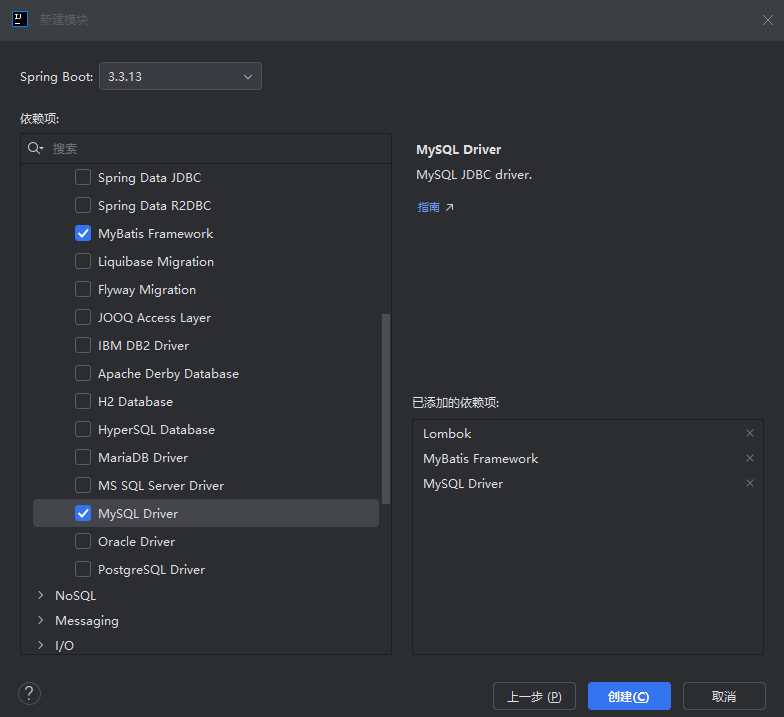 新建模块
Spring Boot: 3.3.13
依赖项:
搜索
Spring Data JDBC
Spring Data R2DBC
MyBatis Framework
Liquibase Migration
Flyway Migration
JOOQ Access Layer
IBM DB2 Driver
Apache Derby Database
H2 Database
HyperSQL Database
MariaDB Driver
MS SQL Server Driver
MySQL Driver
Oracle Driver
PostgreSQL Driver
NoSQL
Messaging
I/O
MySQL Driver
MySQL JDBC driver.
指南 ↗
已添加的依赖项:
Lombok
MyBatis Framework
MySQL Driver
?
上一步 (P)
创建(C)
取消